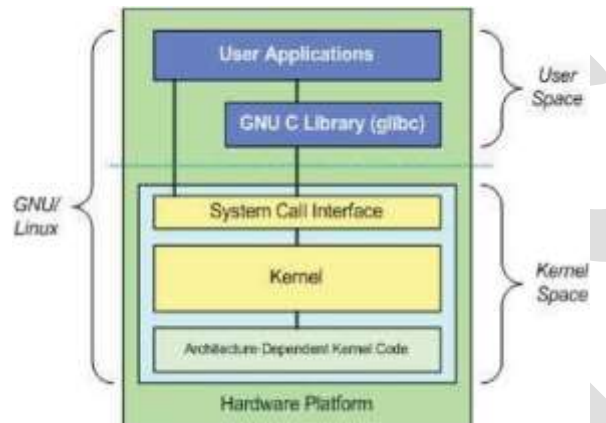 User Applications
User
Space
GNU C Library (glibc)
GNU/
Linux
System Call Interface
Kernel
Kernel
Space
Architecture-Dependent Kernel Code
Hardware Platform